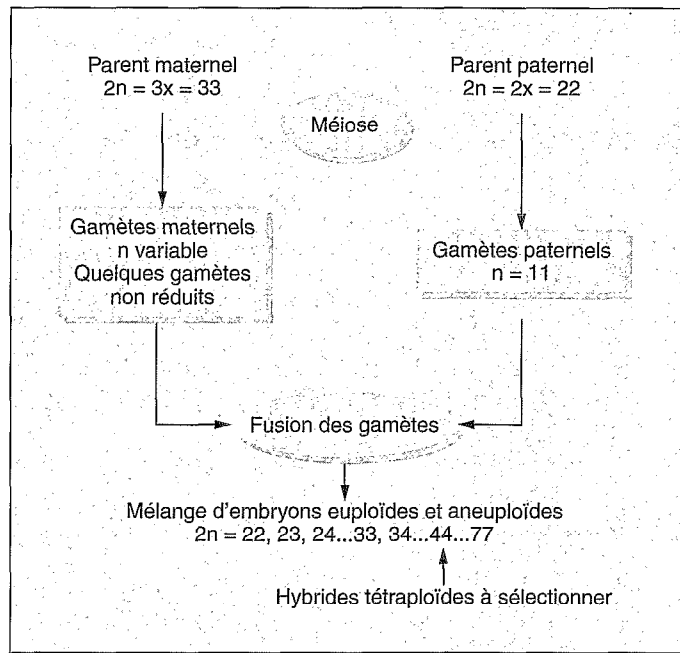 Parent maternel
2n = 3x = 33
Parent paternel
2n = 2x = 22
Méiose
Gamètes maternels
n variable
Quelques gamètes
non réduits
Gamètes paternels
n = 11
Fusion des gamètes
Mélange d'embryons euploïdes et aneuploïdes
2n = 22, 23, 24...33, 34...44...77
Hybrides tétraploïdes à sélectionner